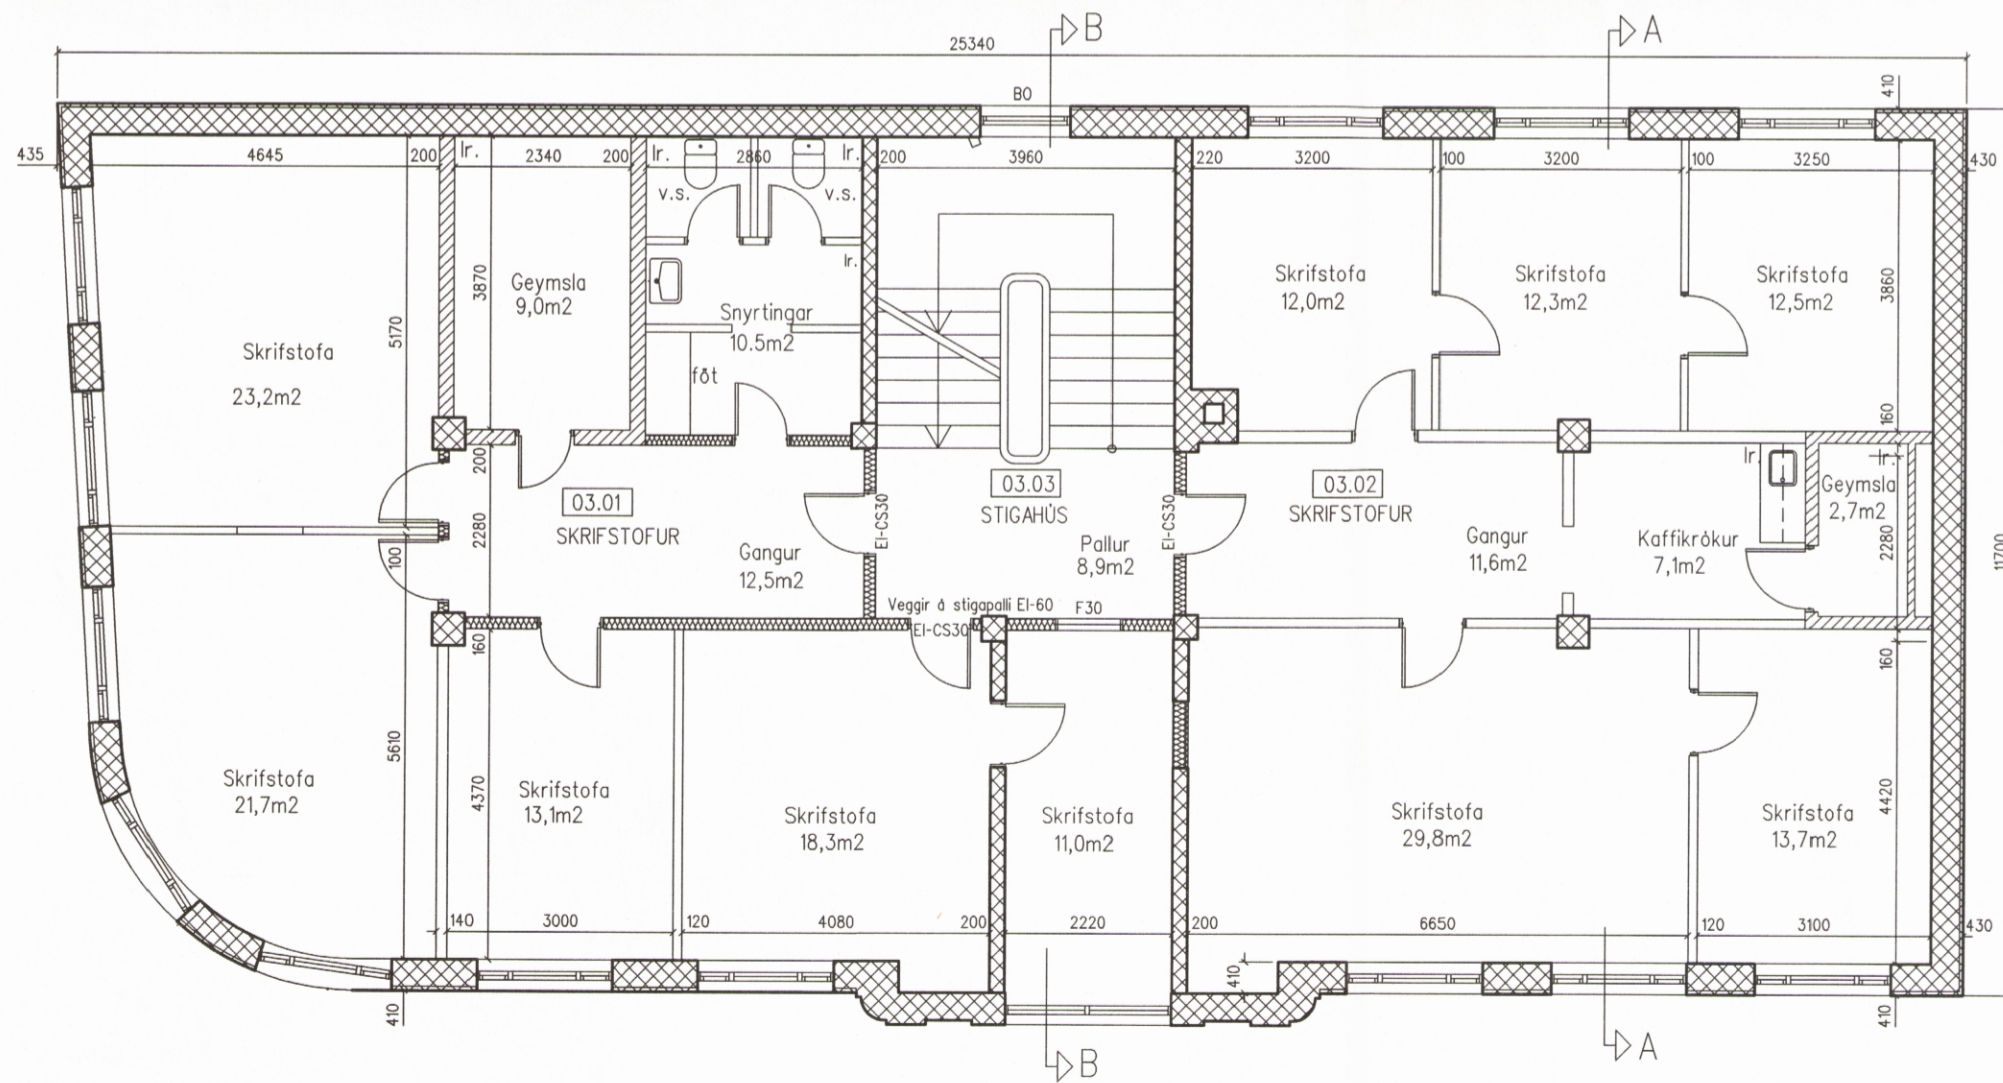 B
A
25340
BO
410
435
4645
200
lr.
2340
200
lr.
2860
lr.
200
3960
220
3200
100
3200
100
3250
430
v.s.
v.s.
lr.
3870
Geymsla
9,0m2
Snyrtingar
10.5m2
föt
5170
Skrifstofa
23,2m2
Skrifstofa
12,0m2
Skrifstofa
12,3m2
Skrifstofa
12,5m2
3860
160
200
03.01
SKRIFSTOFUR
2280
100
Gangur
12,5m2
EI-CS30
03.03
STIGAHÚS
Pallur
8,9m2
EI-CS30
03.02
SKRIFSTOFUR
Gangur
11,6m2
Kaffikrókur
7,1m2
lr.
lr.
Geymsla
2,7m2
2280
11700
Veggir á stigapalli EI-60
F30
EI-CS30
160
160
5610
4370
Skrifstofa
21,7m2
Skrifstofa
13,1m2
Skrifstofa
18,3m2
Skrifstofa
11,0m2
Skrifstofa
29,8m2
Skrifstofa
13,7m2
4420
140
3000
120
4080
200
2220
200
6650
120
3100
430
410
410
410
B
A